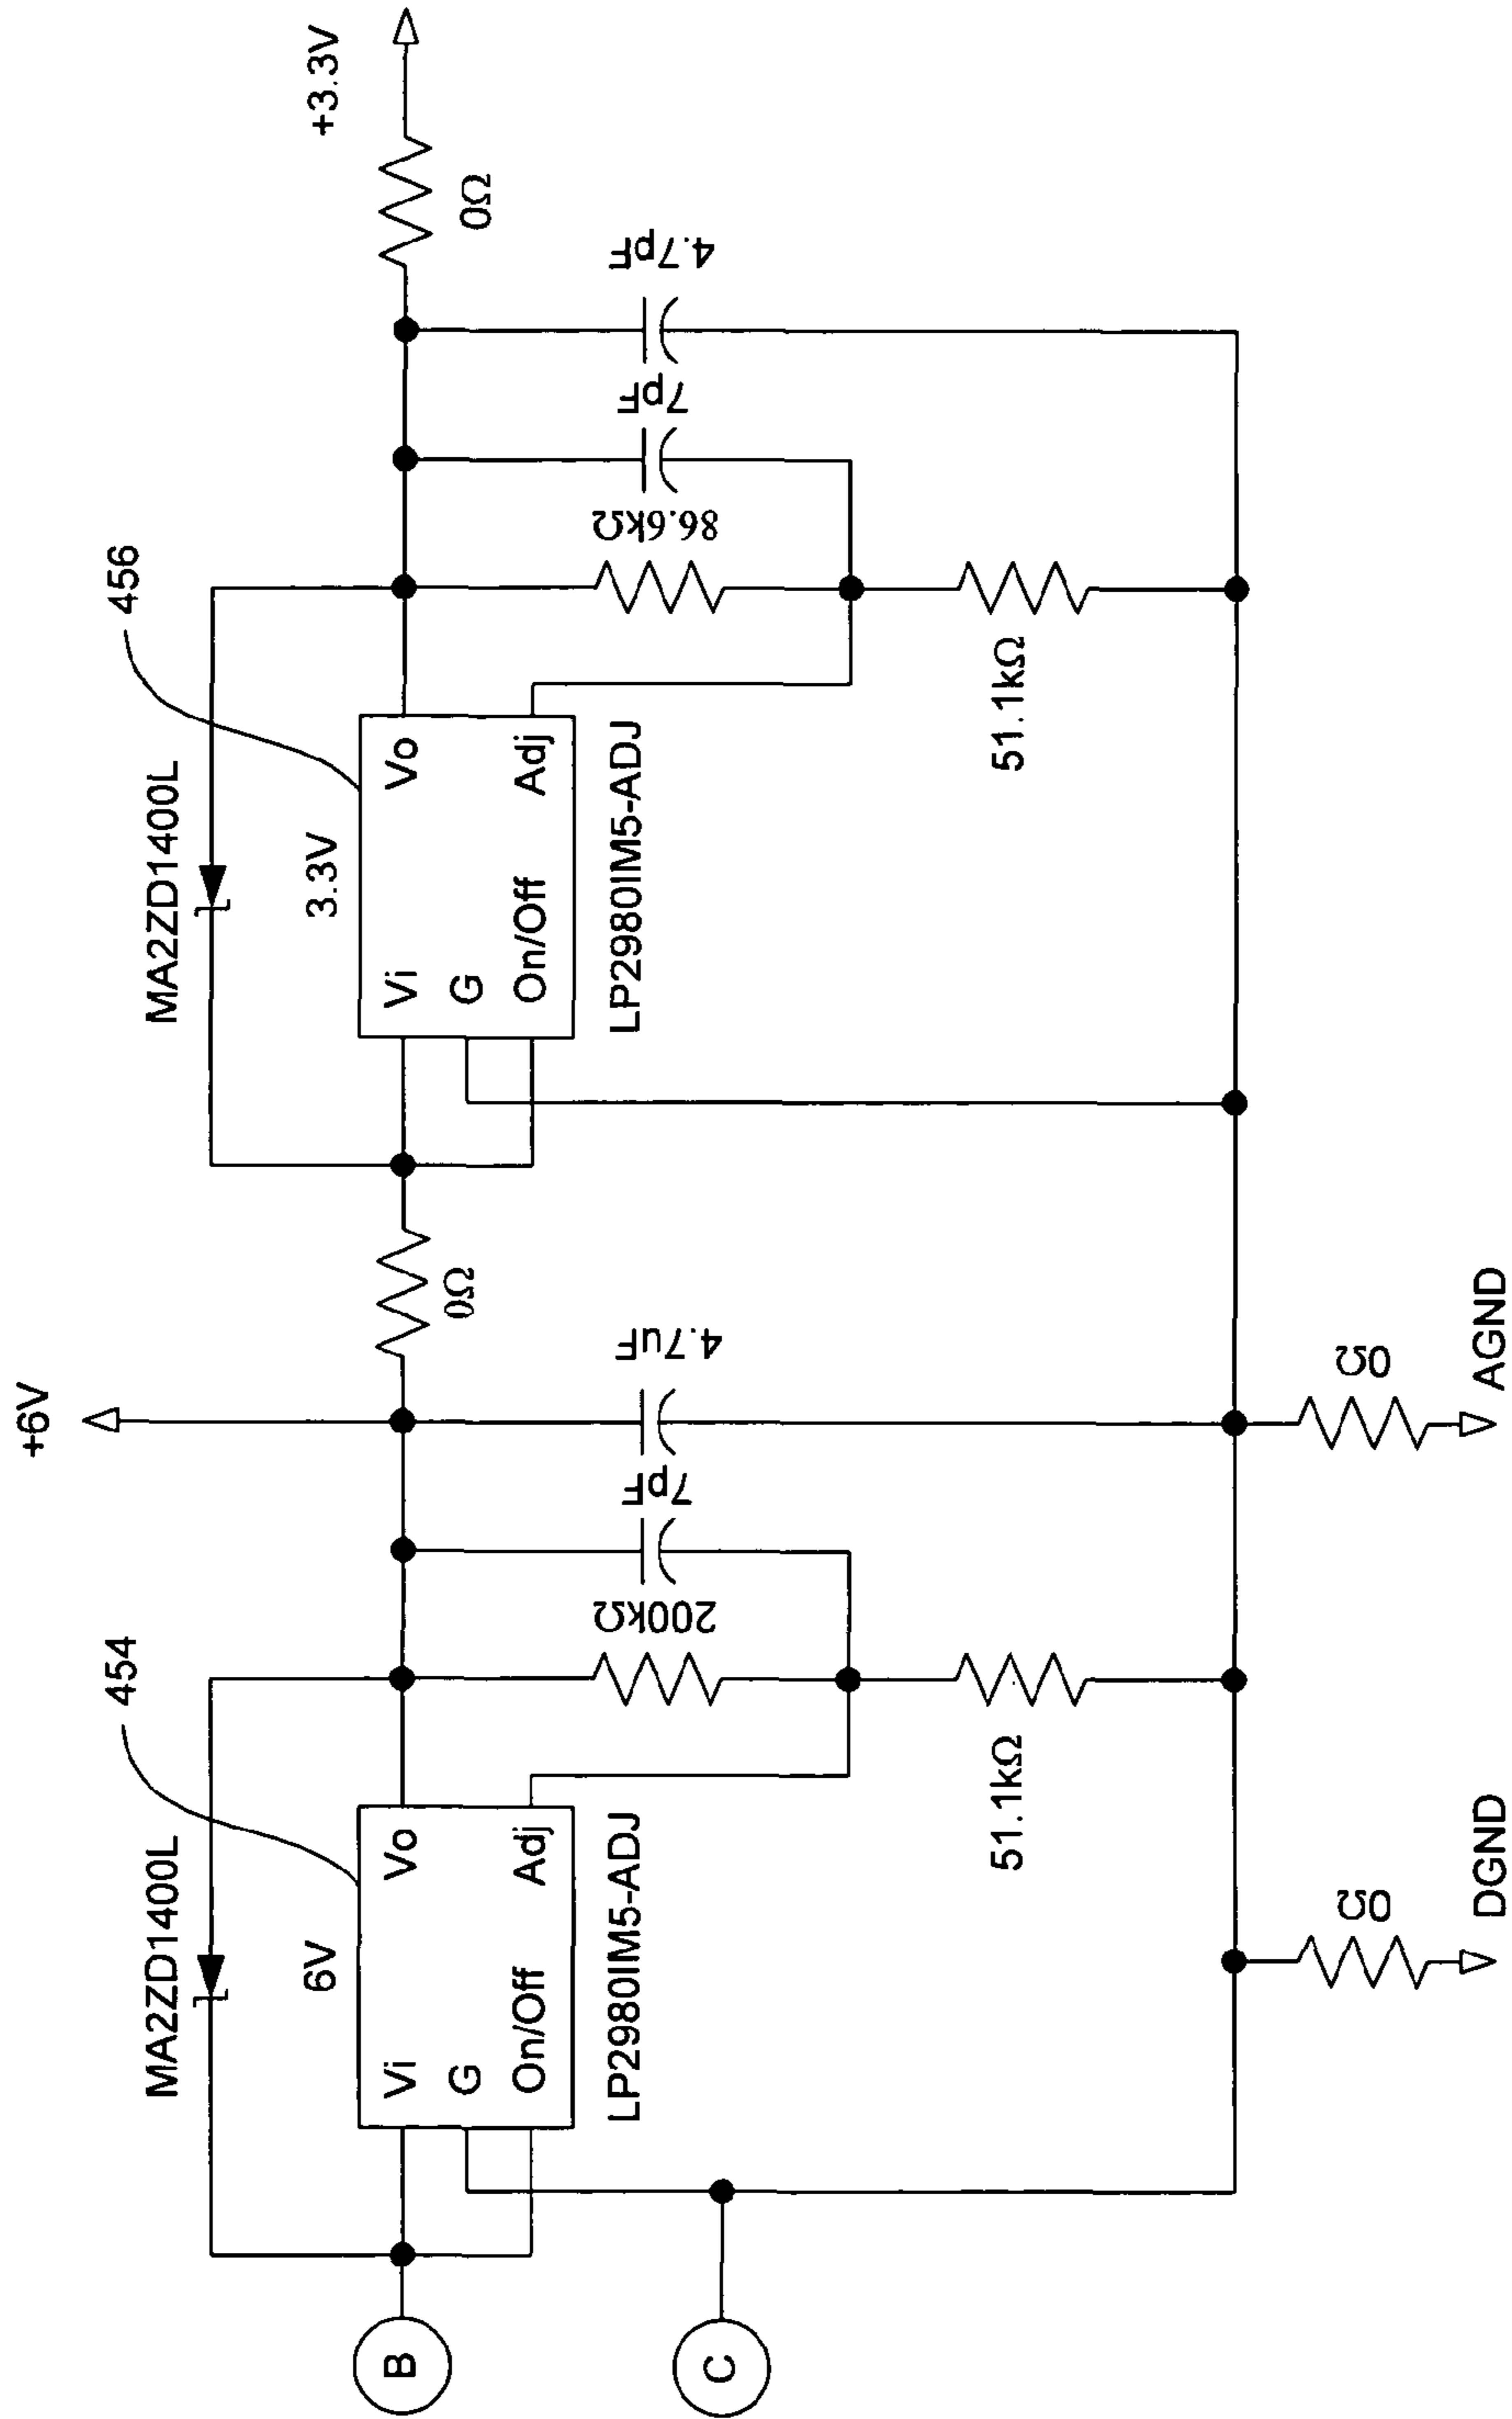 +6V
+3.3V
MA2ZD1400L
454
MA2ZD1400L
456
6V
3.3V
B
Vi
Vo
G
On/Off
Adj
LP2980IM5-ADJ
0Ω
Vi
Vo
G
On/Off
Adj
LP2980IM5-ADJ
0Ω
200kΩ
7pF
4.7uF
86.6kΩ
7pF
4.7pF
C
51.1kΩ
51.1kΩ
0Ω
DGND
0Ω
AGND